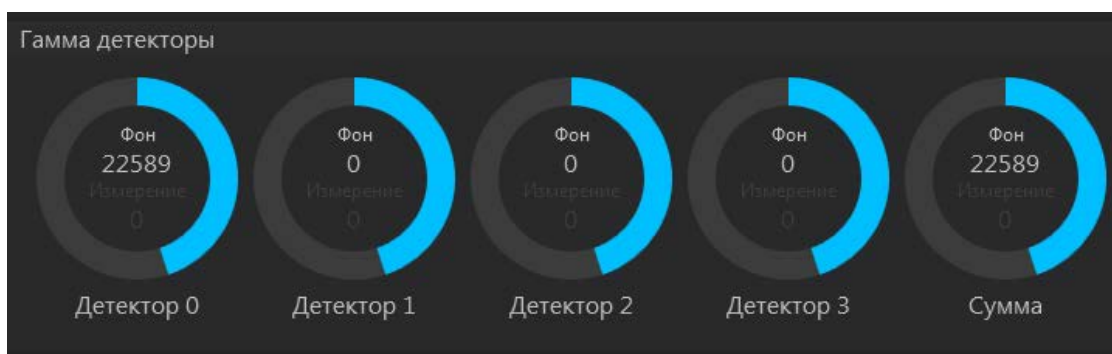 Гамма детекторы
Фон
22589
Измерение
0
Детектор 0
Фон
0
Измерение
0
Детектор 1
Фон
0
Измерение
0
Детектор 2
Фон
0
Измерение
0
Детектор 3
Фон
22589
Измерение
0
Сумма